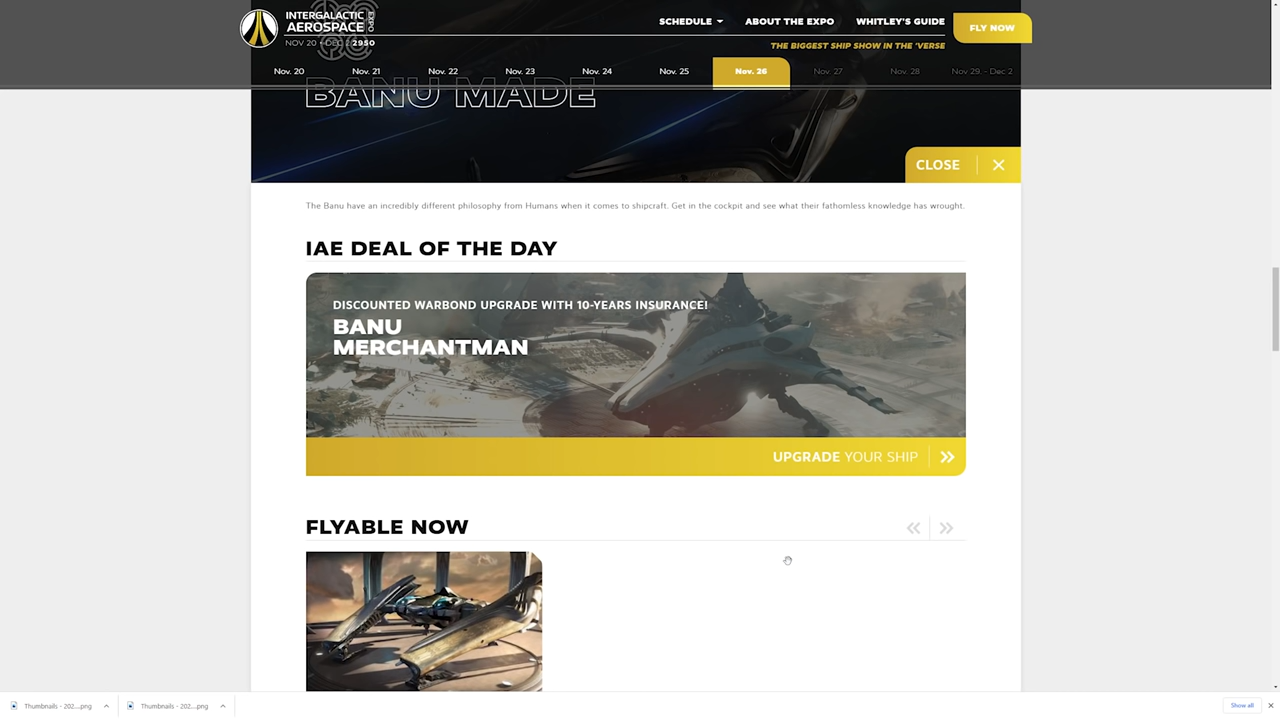 INTERGALACTIC
AEROSPACE
EXPO
NOV 20 • DEC 2 2950
SCHEDULE
ABOUT THE EXPO
WHITLEY'S GUIDE
FLY NOW
THE BIGGEST SHIP SHOW IN THE 'VERSE
Nov. 20
Nov. 21
Nov. 22
Nov. 23
Nov. 24
Nov. 25
Nov. 26
Nov. 27
Nov. 28
Nov 29. - Dec 2
BANU MADE
CLOSE
The Banu have an incredibly different philosophy from Humans when it comes to shipcraft. Get in the cockpit and see what their fathomless knowledge has wrought.
IAE DEAL OF THE DAY
DISCOUNTED WARBOND UPGRADE WITH 10-YEARS INSURANCE!
BANU
MERCHANTMAN
UPGRADE YOUR SHIP
FLYABLE NOW
Thumbnails - 202....png
Thumbnails - 202....png
Show all